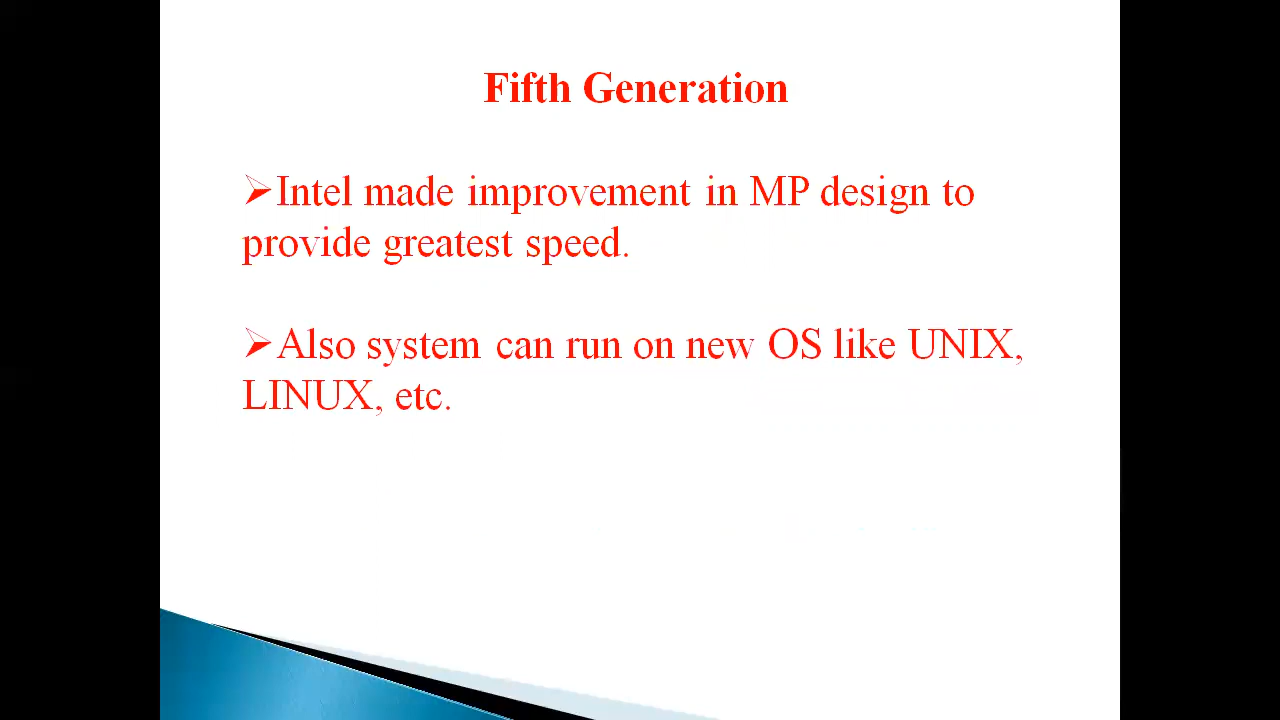 Fifth Generation
➢Intel made improvement in MP design to
provide greatest speed.
➢Also system can run on new OS like UNIX,
LINUX, etc.